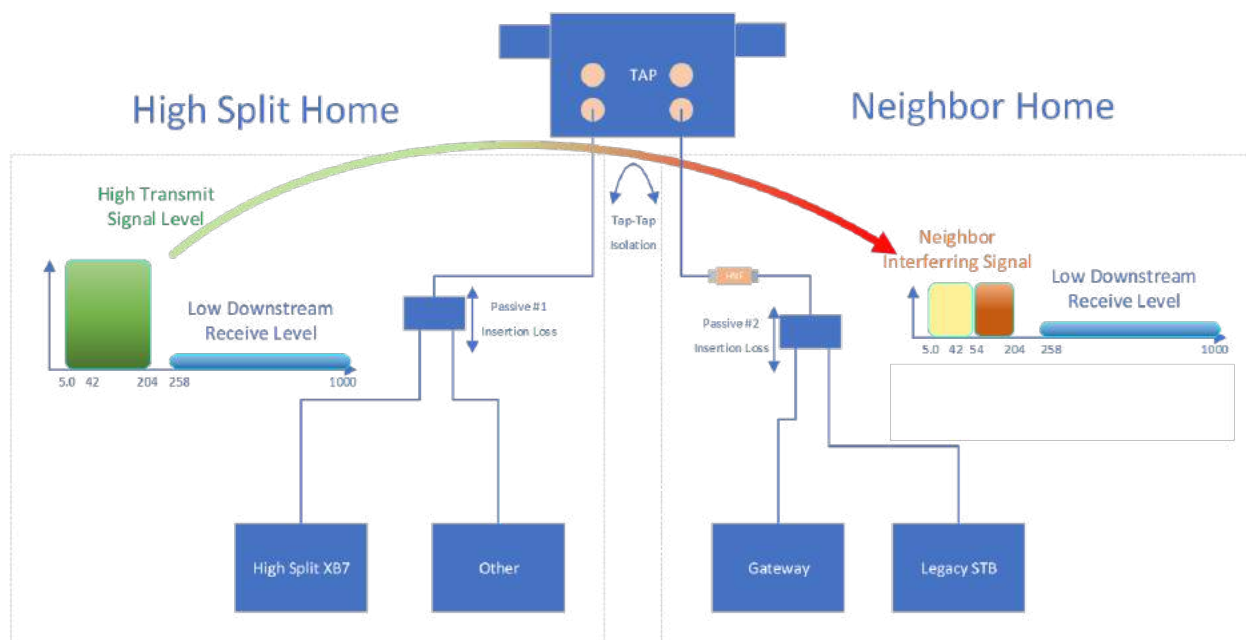 TAP
High Split Home
Neighbor Home
High Transmit
Signal Level
Tap-Tap
Isolation
Neighbor
Interferring Signal
Low Downstream
Receive Level
Low Downstream
Receive Level
Passive #1
Insertion Loss
Passive #2
Insertion Loss
5.0 42 204 258 1000
5.0 42 54 204 258 1000
High Split XB7
Other
Gateway
Legacy STB